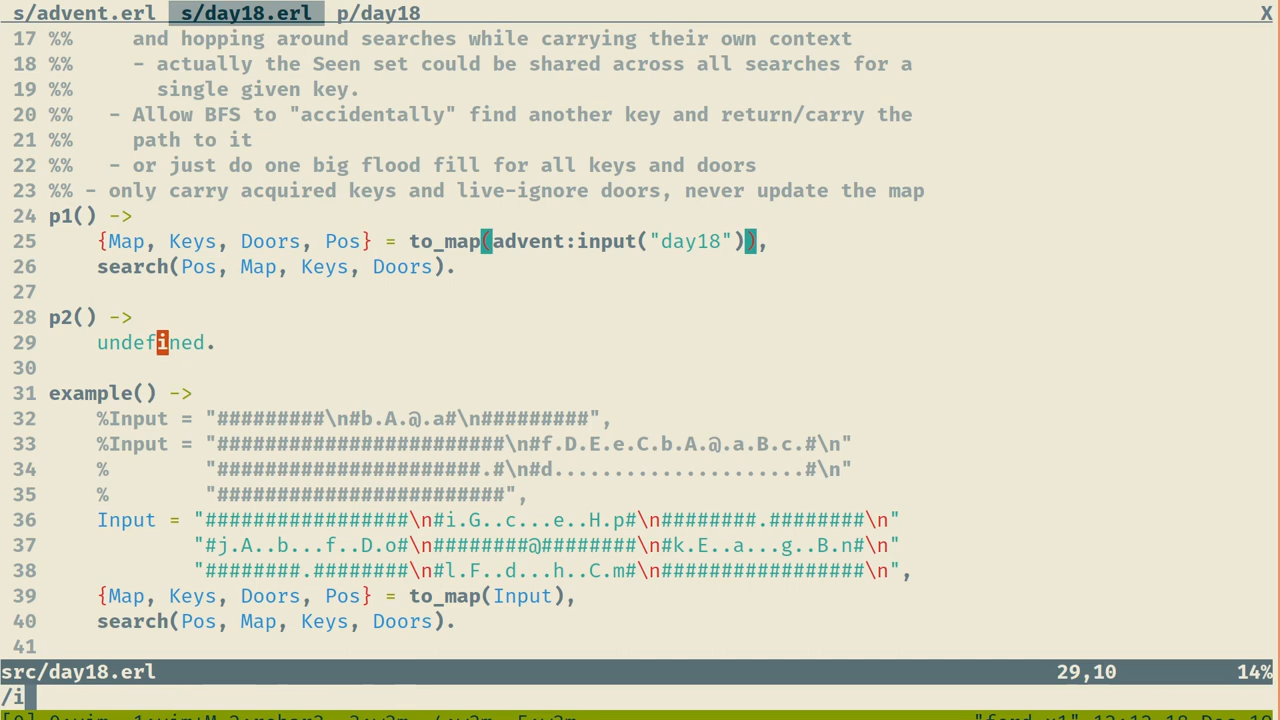 s/advent.erl s/day18.erl p/day18 X
17 %%     and hopping around searches while carrying their own context
18 %%     - actually the Seen set could be shared across all searches for a
19 %%       single given key.
20 %%   - Allow BFS to "accidentally" find another key and return/carry the
21 %%     path to it
22 %%   - or just do one big flood fill for all keys and doors
23 %% - only carry acquired keys and live-ignore doors, never update the map
24 p1() ->
25     {Map, Keys, Doors, Pos} = to_map(advent:input("day18")),
26     search(Pos, Map, Keys, Doors).
27
28 p2() ->
29     undefined.
30
31 example() ->
32     %Input = "#########\n#b.A.@.a#\n#########",
33     %Input = "########################\n#f.D.E.e.C.b.A.@.a.B.c.#\n"
34     %        "######################.#\n#d.....................#\n"
35     %        "########################",
36     Input = "#################\n#i.G..c...e..H.p#\n########.########\n"
37             "#j.A..b...f..D.o#\n########@########\n#k.E..a...g..B.n#\n"
38             "########.########\n#l.F..d...h..C.m#\n#################\n",
39     {Map, Keys, Doors, Pos} = to_map(Input),
40     search(Pos, Map, Keys, Doors).
41
src/day18.erl 29,10 14%
/i